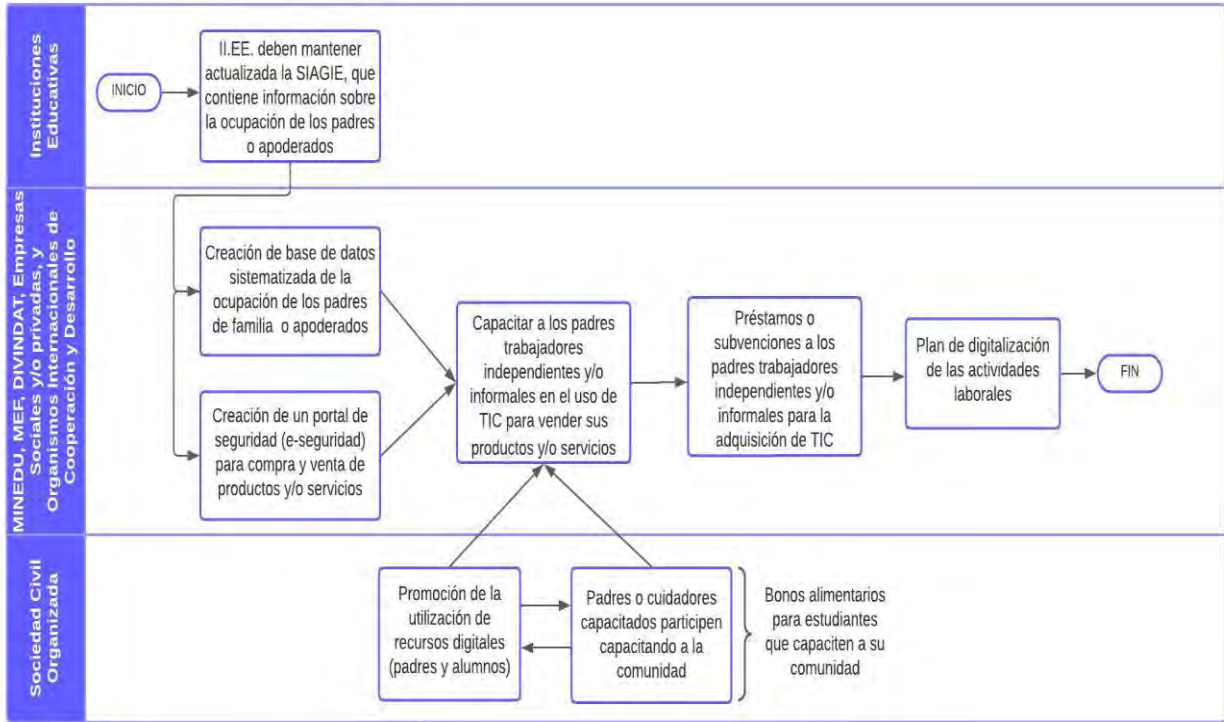 Instituciones
Educativas
INICIO
II.EE. deben mantener
actualizada la SIAGIE, que
contiene información sobre
la ocupación de los padres
o apoderados
MINEDU, MEF, DIVINDAT, Empresas
Sociales y/o privadas, y
Organismos Internacionales de
Cooperación y Desarrollo
Creación de base de datos
sistematizada de la
ocupación de los padres
de familia o apoderados
Creación de un portal de
seguridad (e-seguridad)
para compra y venta de
productos y/o servicios
Capacitar a los padres
trabajadores
independientes y/o
informales en el uso de
TIC para vender sus
productos y/o servicios
Préstamos o
subvenciones a los
padres trabajadores
independientes y/o
informales para la
adquisición de TIC
Plan de digitalización
de las actividades
laborales
FIN
Sociedad Civil
Organizada
Promoción de la
utilización de
recursos digitales
(padres y alumnos)
Padres o cuidadores
capacitados participen
capacitando a la
comunidad
Bonos alimentarios
para estudiantes
que capaciten a su
comunidad